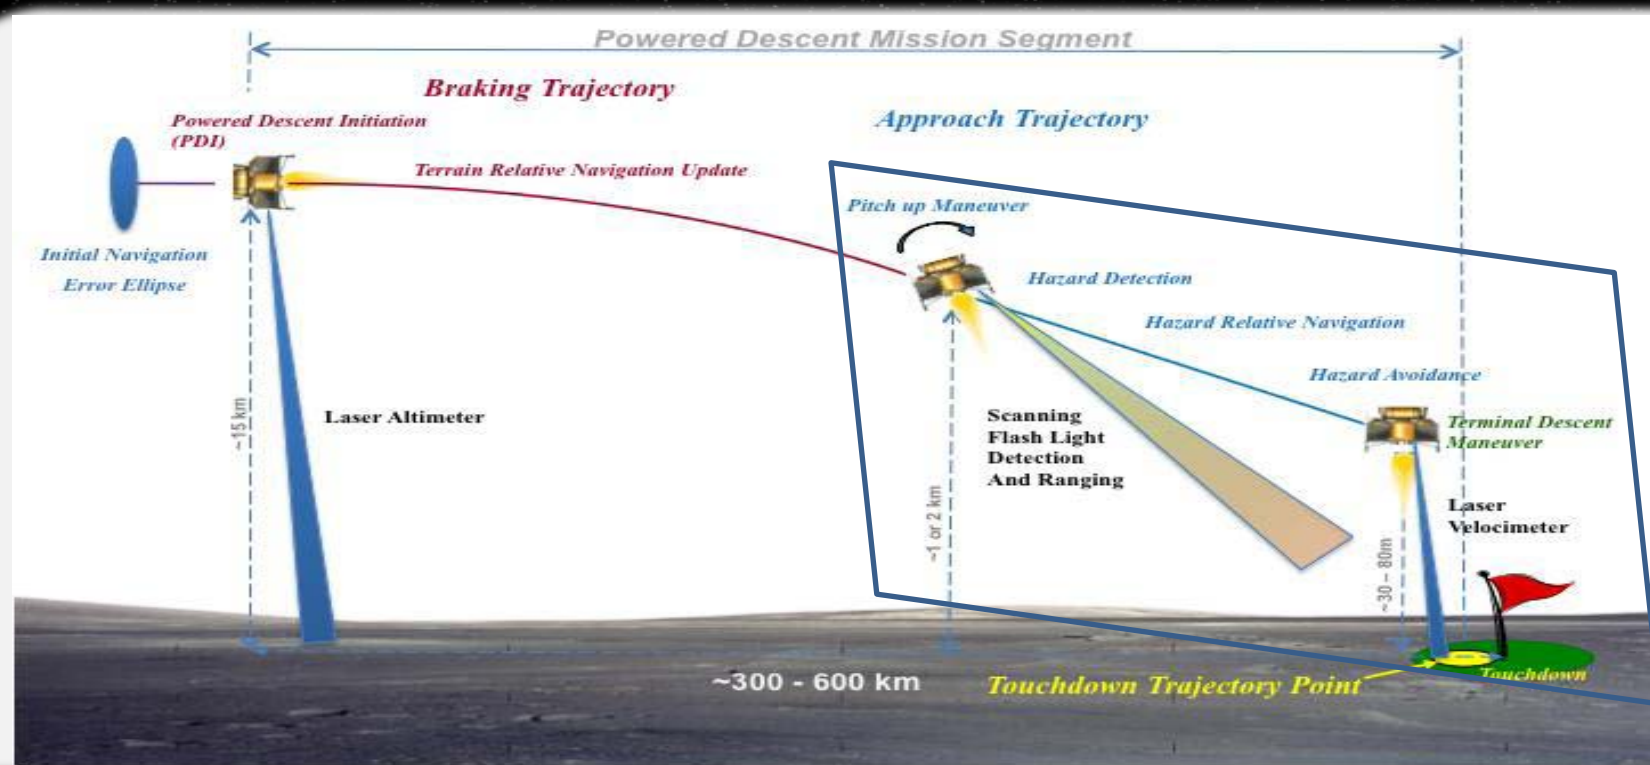 Powered Descent Mission Segment
Braking Trajectory
Approach Trajectory
Powered Descent Initiation
(PDI)
Terrain Relative Navigation Update
Pitch up Maneuver
Initial Navigation
Error Ellipse
Hazard Detection
Hazard Relative Navigation
Hazard Avoidance
~15 km
Laser Altimeter
Scanning
Flash Light
Detection
And Ranging
Terminal Descent
Maneuver
~1 or 2 km
Laser
Velocimeter
~30 – 80m
~300 - 600 km
Touchdown Trajectory Point
Touchdown